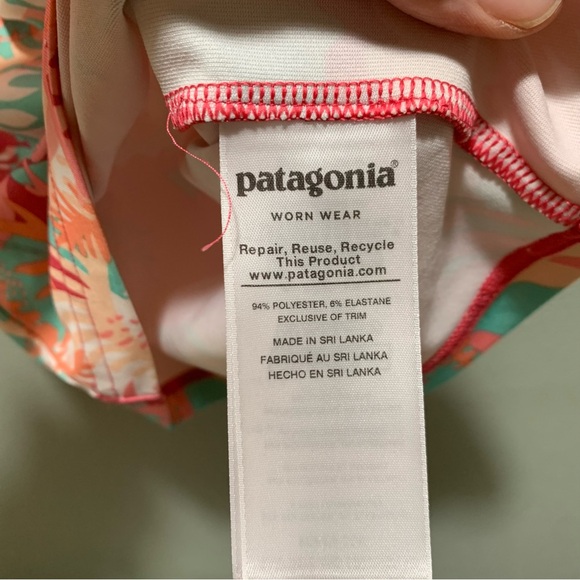 patagonia®
WORN WEAR
Repair, Reuse, Recycle
This Product
www.patagonia.com
94% POLYESTER, 6% ELASTANE
EXCLUSIVE OF TRIM
MADE IN SRI LANKA
FABRIQUÉ AU SRI LANKA
HECHO EN SRI LANKA